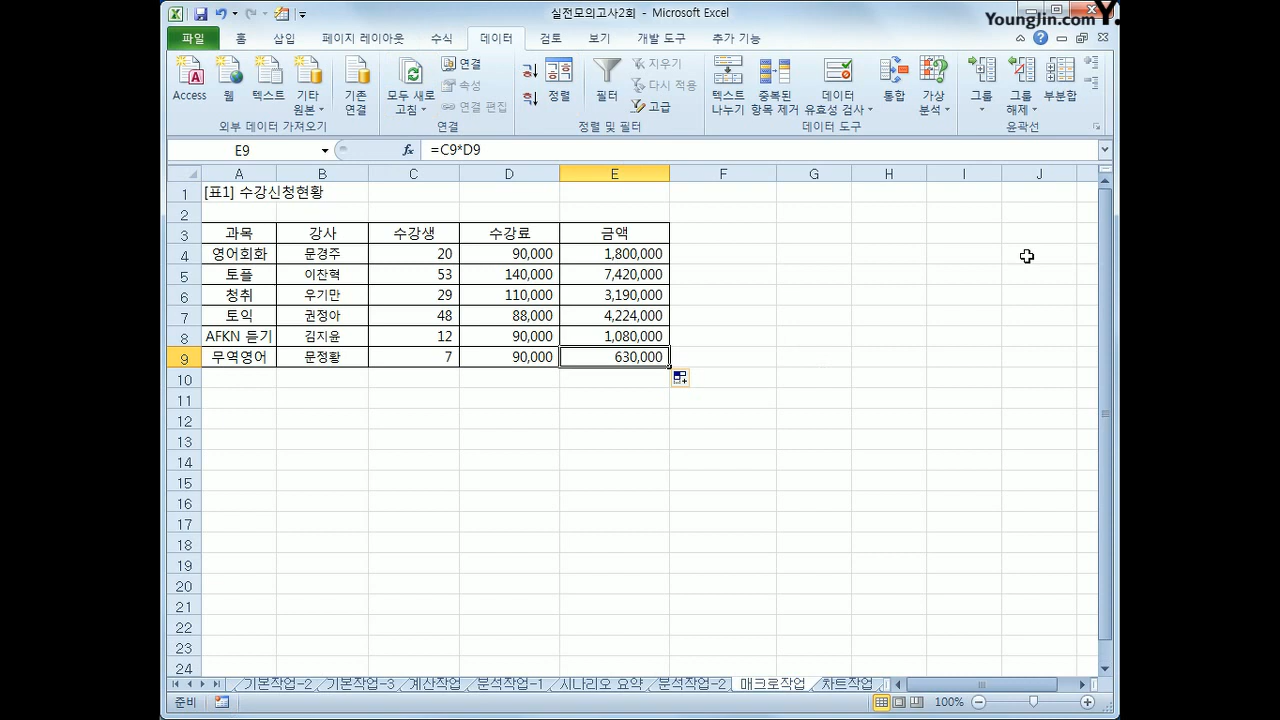 실전모의고사2회 - Microsoft Excel
YoungJin.com Y.
파일 홈 삽입 페이지 레이아웃 수식 데이터 검토 보기 개발 도구 추가 기능
Access 웹 텍스트 기타 원본 기존 연결
외부 데이터 가져오기
모두 새로 고침 연결 속성 연결 편집
연결
정렬 필터 지우기 다시 적용 고급
정렬 및 필터
텍스트 나누기 중복된 항목 제거 데이터 유효성 검사 통합 가상 분석
데이터 도구
그룹 그룹 해제 부분합
윤곽선
E9 fx =C9*D9
A B C D E F G H I J
1 [표1] 수강신청현황
2
3 과목 강사 수강생 수강료 금액
4 영어회화 문경주 20 90,000 1,800,000
5 토플 이찬혁 53 140,000 7,420,000
6 청취 우기만 29 110,000 3,190,000
7 토익 권정아 48 88,000 4,224,000
8 AFKN 듣기 김지윤 12 90,000 1,080,000
9 무역영어 문정황 7 90,000 630,000
10
11
12
13
14
15
16
17
18
19
20
21
22
23
24
기본작업-2 기본작업-3 계산작업 분석작업-1 시나리오 요약 분석작업-2 매크로작업 차트작업
준비 100%